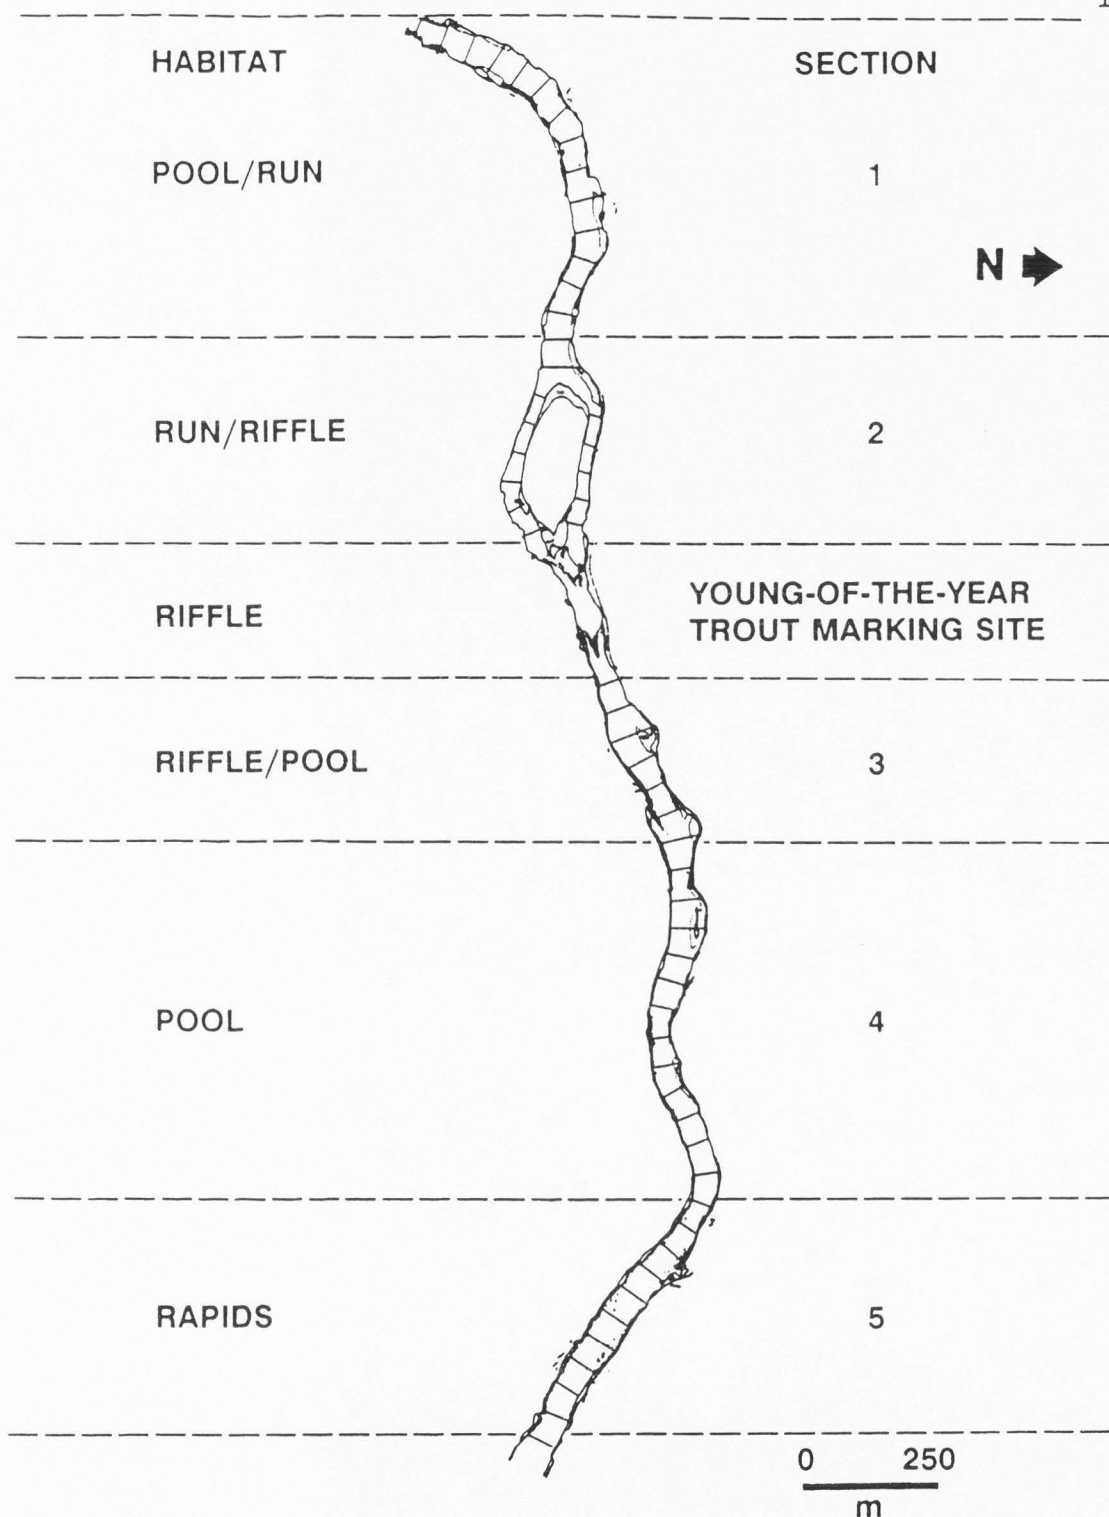 HABITAT SECTION
POOL/RUN 1
N
RUN/RIFFLE 2
RIFFLE YOUNG-OF-THE-YEAR
TROUT MARKING SITE
RIFFLE/POOL 3
POOL 4
RAPIDS 5
0 250
m